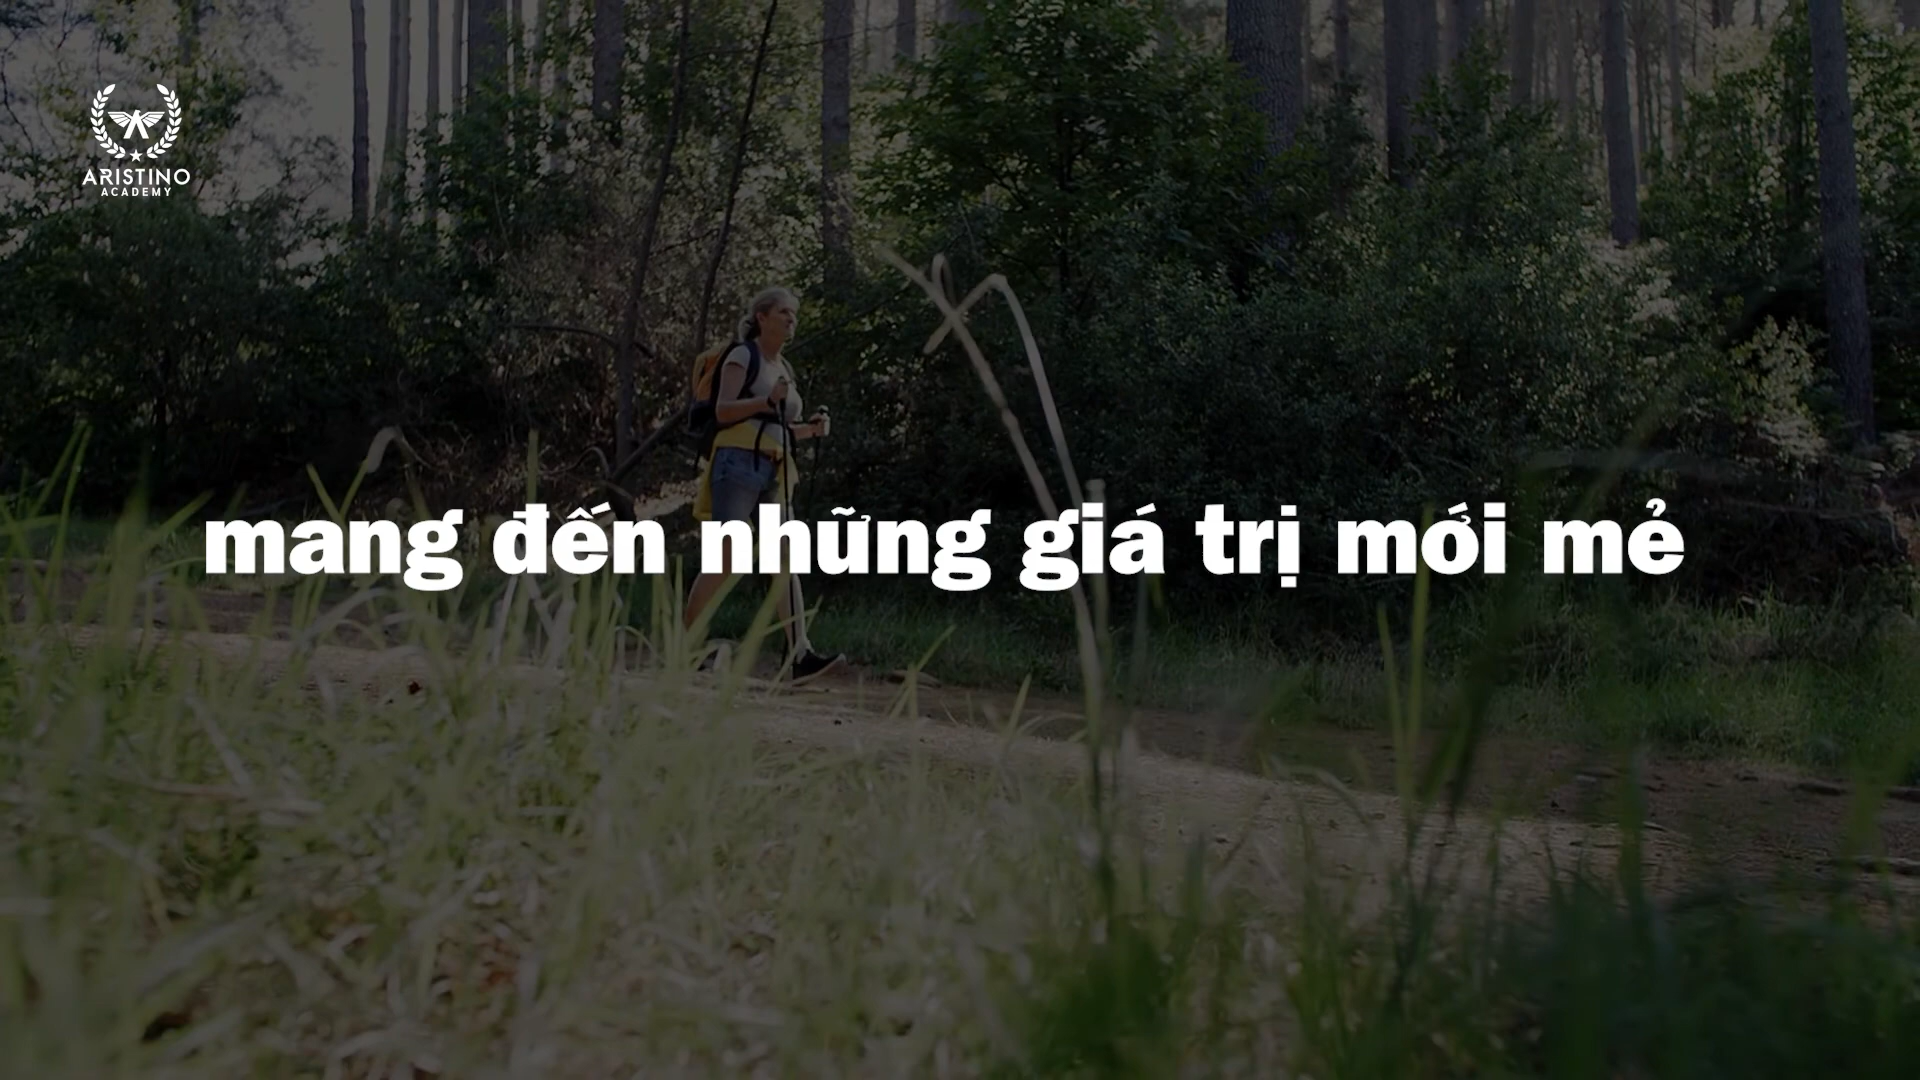 ARISTINO
ACADEMY
mang đến những giá trị mới mẻ